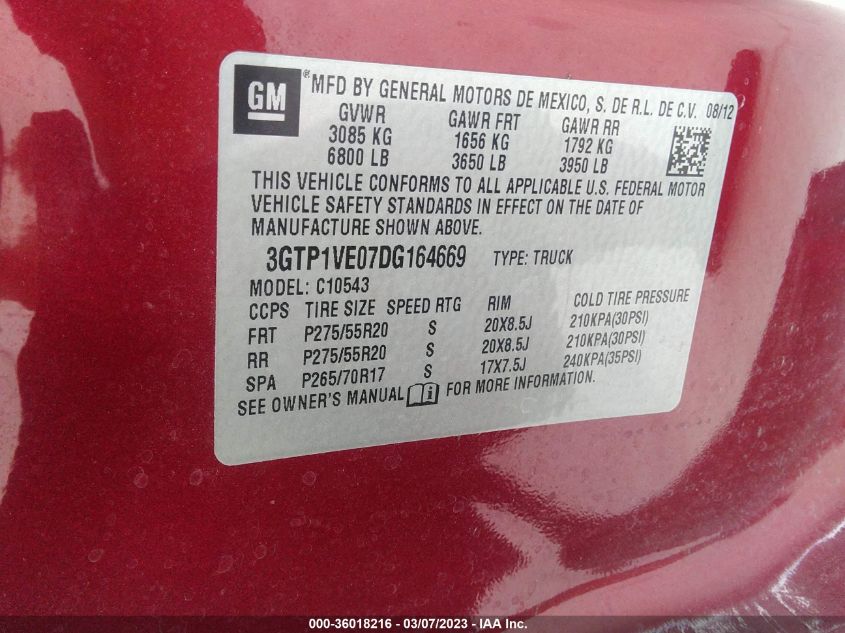 GM
® MFD BY GENERAL MOTORS DE MEXICO, S. DE R.L. DE C.V. 08/12
GVWR GAWR FRT GAWR RR
3085 KG 1656 KG 1792 KG
6800 LB 3650 LB 3950 LB
THIS VEHICLE CONFORMS TO ALL APPLICABLE U.S. FEDERAL MOTOR
VEHICLE SAFETY STANDARDS IN EFFECT ON THE DATE OF
MANUFACTURE SHOWN ABOVE.
3GTP1VE07DG164669 TYPE: TRUCK
MODEL: C10543
CCPS TIRE SIZE SPEED RTG RIM COLD TIRE PRESSURE
FRT P275/55R20 S 20X8.5J 210KPA(30PSI)
RR P275/55R20 S 20X8.5J 210KPA(30PSI)
SPA P265/70R17 S 17X7.5J 240KPA(35PSI)
SEE OWNER'S MANUAL FOR MORE INFORMATION.
000-36018216 - 03/07/2023 - IAA Inc.